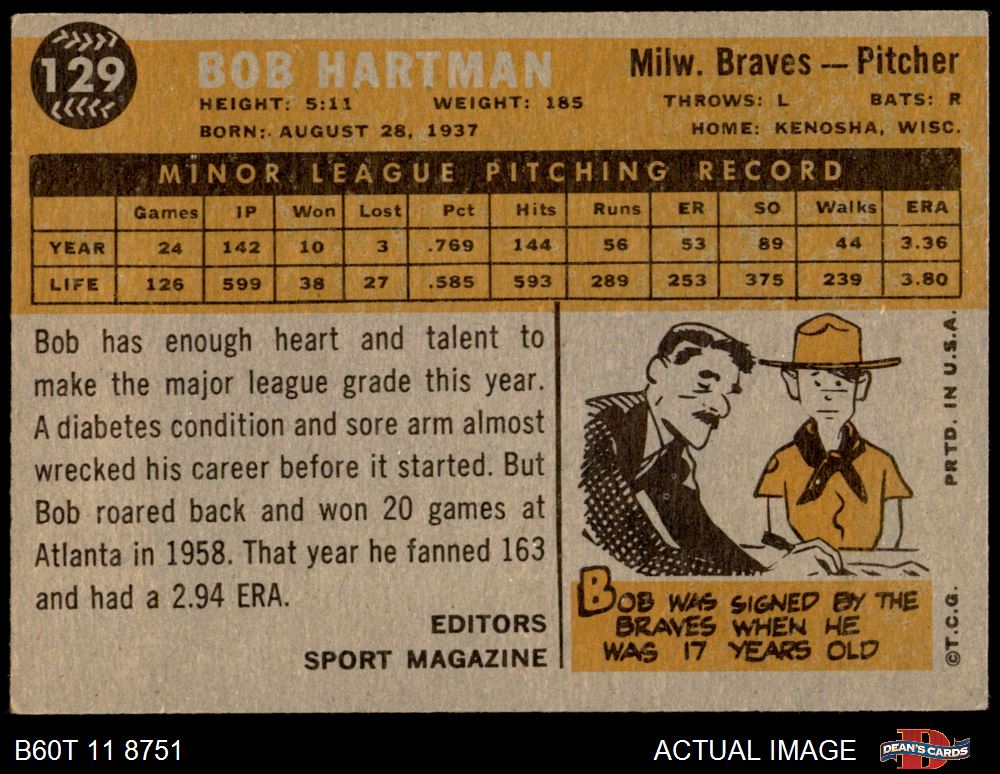 129
BOB HARTMAN
Milw. Braves — Pitcher
HEIGHT: 5:11 WEIGHT: 185 THROWS: L BATS: R
BORN: AUGUST 28, 1937 HOME: KENOSHA, WISC.
MINOR LEAGUE PITCHING RECORD
Games IP Won Lost Pct Hits Runs ER SO Walks ERA
YEAR 24 142 10 3 .769 144 56 53 89 44 3.36
LIFE 126 599 38 27 .585 593 289 253 375 239 3.80
Bob has enough heart and talent to
make the major league grade this year.
A diabetes condition and sore arm almost
wrecked his career before it started. But
Bob roared back and won 20 games at
Atlanta in 1958. That year he fanned 163
and had a 2.94 ERA.
EDITORS
SPORT MAGAZINE
BOB WAS SIGNED BY THE
BRAVES WHEN HE
WAS 17 YEARS OLD
©T.C.G. PRTD. IN U.S.A.
B60T 11 8751
ACTUAL IMAGE
DEAN'S CARDS